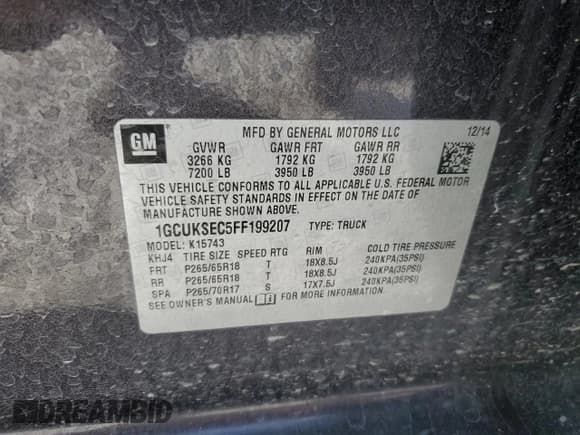 GM
MFD BY GENERAL MOTORS LLC 12/14
GVWR GAWR FRT GAWR RR
3266 KG 1792 KG 1792 KG
7200 LB 3950 LB 3950 LB
THIS VEHICLE CONFORMS TO ALL APPLICABLE U.S. FEDERAL MOTOR
VEHICLE SAFETY STANDARDS IN EFFECT ON THE DATE OF
MANUFACTURE SHOWN ABOVE.
1GCUKSEC5FF199207 TYPE: TRUCK
MODEL: K15743
KHJ4 TIRE SIZE SPEED RTG RIM COLD TIRE PRESSURE
FRT P265/65R18 T 18X8.5J 240KPA(35PSI)
RR P265/65R18 T 18X8.5J 240KPA(35PSI)
SPA P265/70R17 S 17X7.5J 240KPA(35PSI)
SEE OWNER'S MANUAL FOR MORE INFORMATION.
DREAMBID